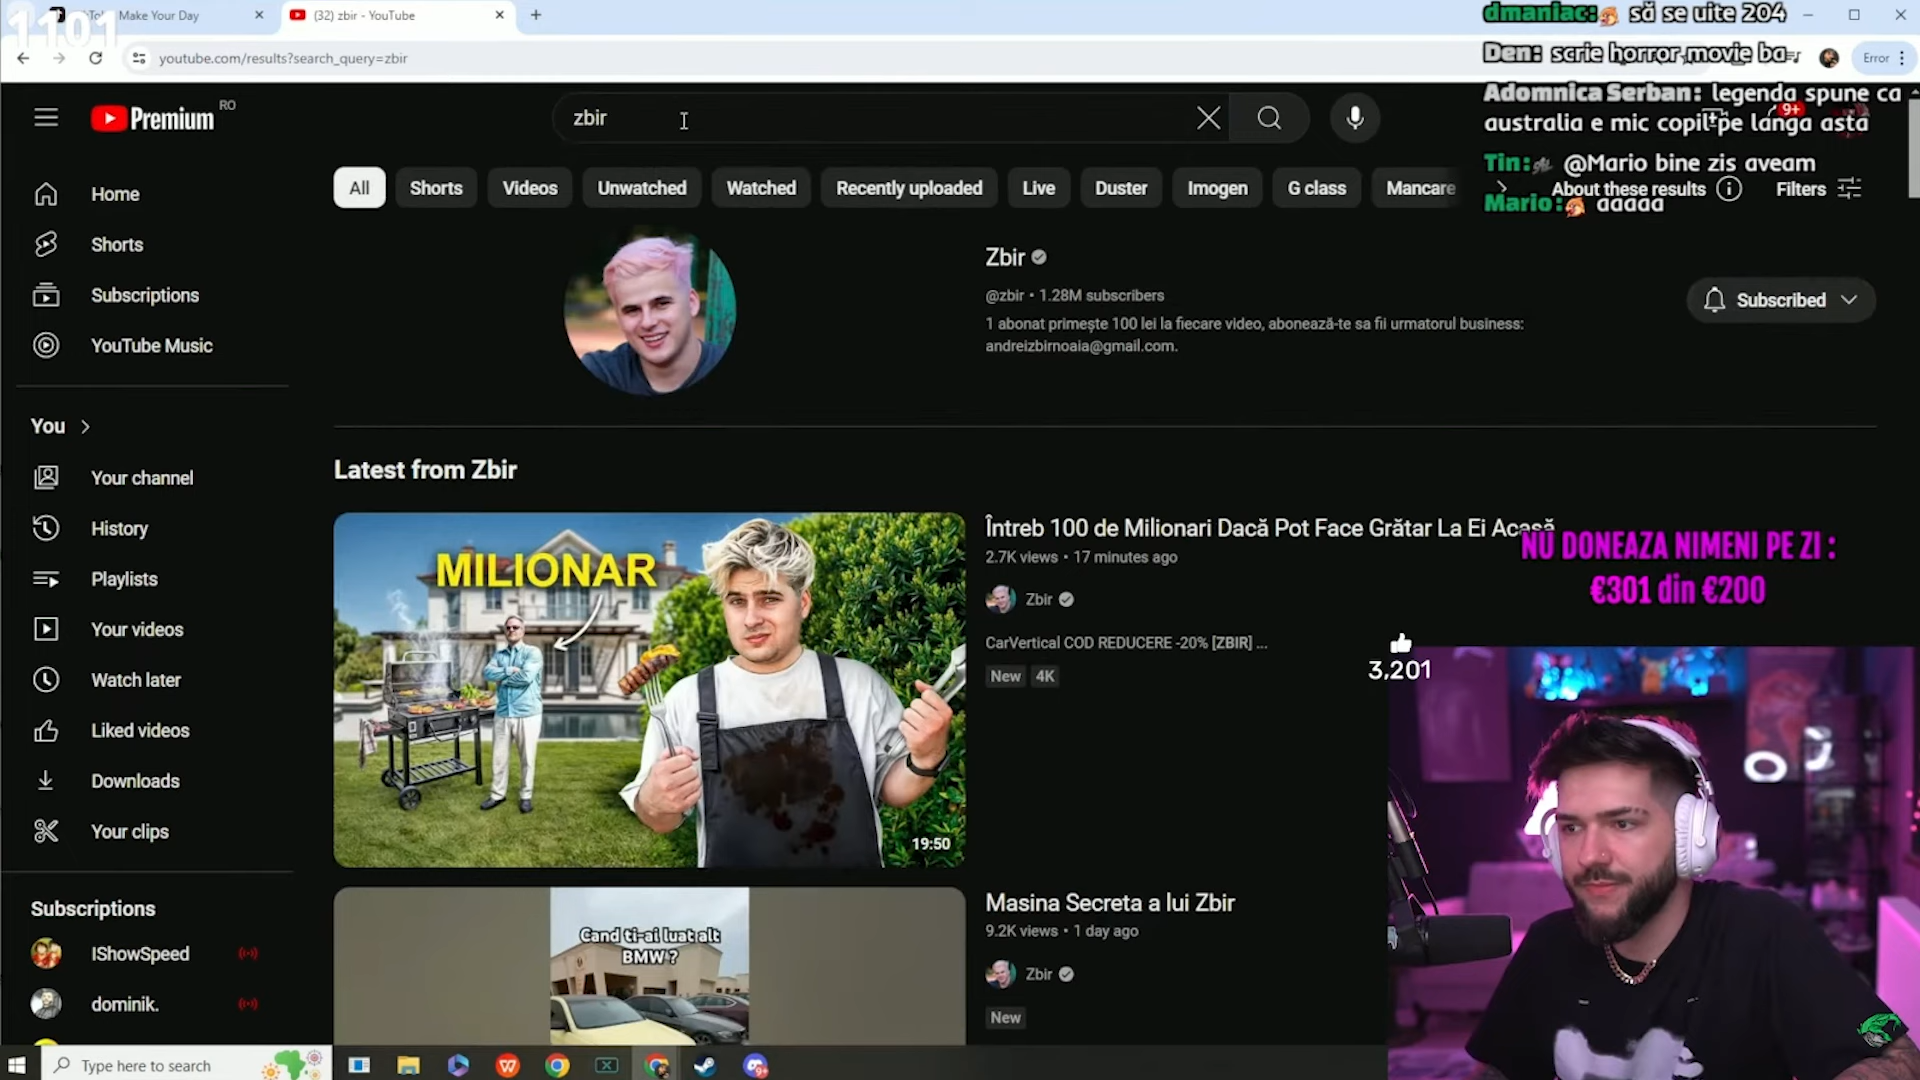 1101
Make Your Day
(32) zbir - YouTube
youtube.com/results?search_query=zbir
Error
dmaniac: să se uite 204
Den: scrie horror movie ba
Adomnica Serban: legenda spune ca
australia e mic copil pe langa asta
Tin: @Mario bine zis aveam
Mario: aaaaa
Premium
RO
zbir
9+
All
Shorts
Videos
Unwatched
Watched
Recently uploaded
Live
Duster
Imogen
G class
Mancare
About these results
Filters
Home
Shorts
Subscriptions
YouTube Music
You
Your channel
History
Playlists
Your videos
Watch later
Liked videos
Downloads
Your clips
Subscriptions
IShowSpeed
dominik.
Zbir
@zbir • 1.28M subscribers
1 abonat primește 100 lei la fiecare video, abonează-te sa fii urmatorul business:
andreizbirnoaia@gmail.com.
Subscribed
Latest from Zbir
MILIONAR
19:50
Întreb 100 de Milionari Dacă Pot Face Grătar La Ei Acasă
2.7K views • 17 minutes ago
Zbir
CarVertical COD REDUCERE -20% [ZBIR] ...
New
4K
NU DONEAZA NIMENI PE ZI :
€301 din €200
3,201
Cand ti-ai luat alt
BMW ?
Masina Secreta a lui Zbir
9.2K views • 1 day ago
Zbir
New
Type here to search
9+